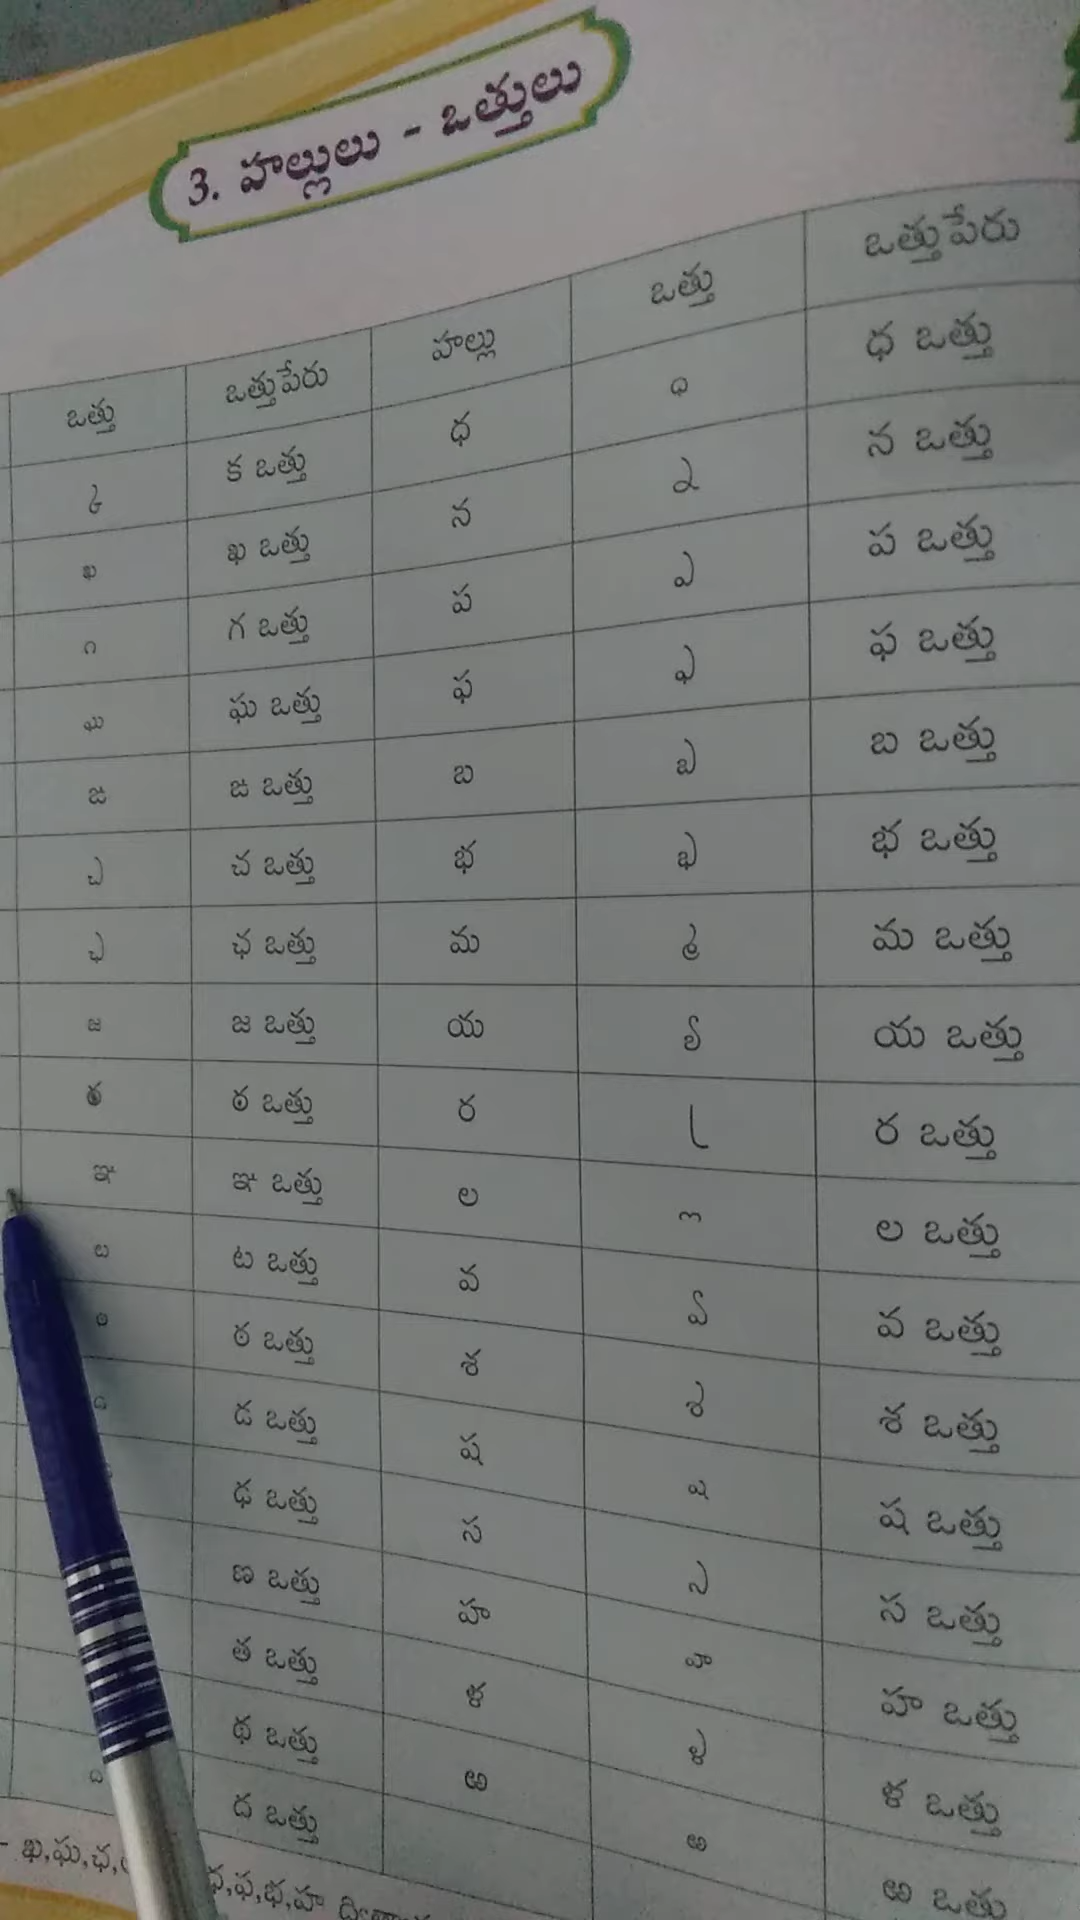 3. హల్లులు - ఒత్తులు
ఒత్తు ఒత్తుపేరు హల్లు ఒత్తు ఒత్తుపేరు
్క క ఒత్తు ధ ్ధ ధ ఒత్తు
్ఖ ఖ ఒత్తు న ్న న ఒత్తు
్గ గ ఒత్తు ప ్ప ప ఒత్తు
్ఘ ఘ ఒత్తు ఫ ్ఫ ఫ ఒత్తు
్ఙ ఙ ఒత్తు బ ్బ బ ఒత్తు
్చ చ ఒత్తు భ ్భ భ ఒత్తు
్ఛ ఛ ఒత్తు మ ్మ మ ఒత్తు
్జ జ ఒత్తు య ్య య ఒత్తు
ఠ ఒత్తు ర ్ర ర ఒత్తు
్ఞ ఞ ఒత్తు ల ్ల ల ఒత్తు
్ట ట ఒత్తు వ ్వ వ ఒత్తు
్ఠ ఠ ఒత్తు శ ్శ శ ఒత్తు
డ ఒత్తు ష ్ష ష ఒత్తు
ఢ ఒత్తు స ్స స ఒత్తు
ణ ఒత్తు హ ్హ హ ఒత్తు
త ఒత్తు ళ ్ళ ళ ఒత్తు
థ ఒత్తు ఱ ్ఱ ఱ ఒత్తు
్ద ద ఒత్తు
- ఖ,ఘ,ఛ, ధ,ఫ,భ,హ